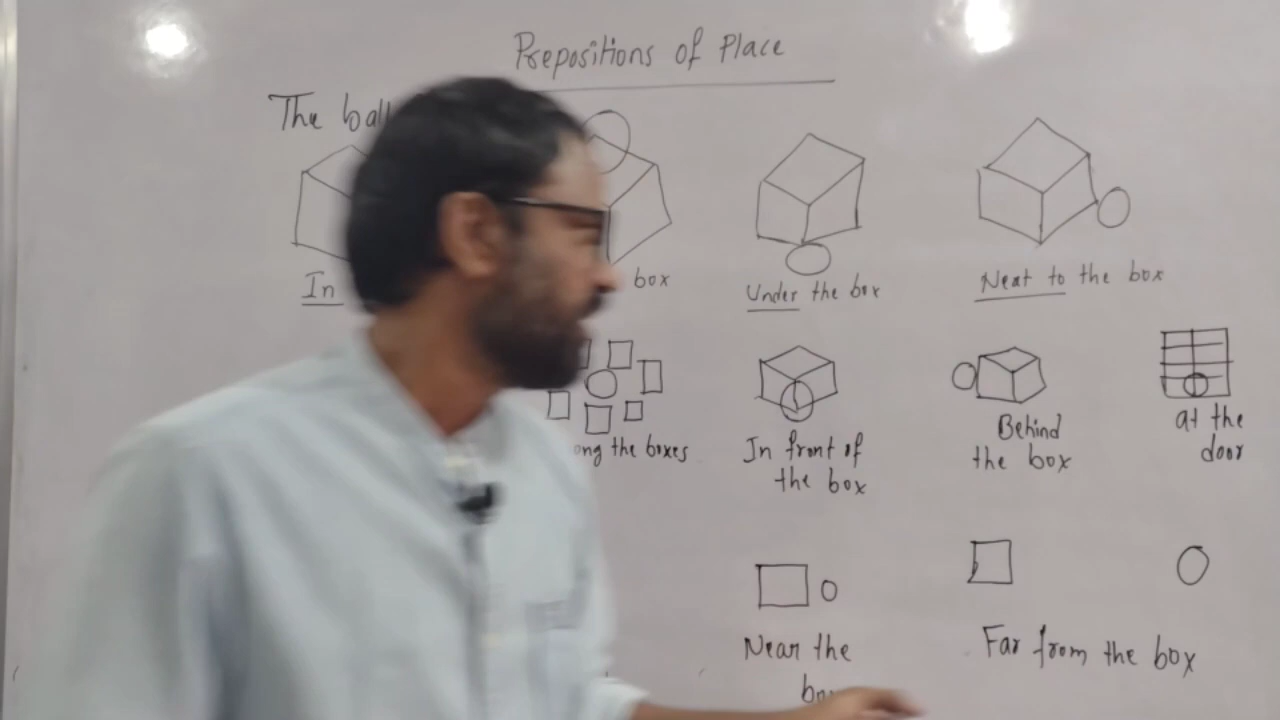 Prepositions of Place
The ball
In
box
Under the box
Next to the box
ong the boxes
In front of
the box
Behind
the box
at the
door
Near the
Far from the box